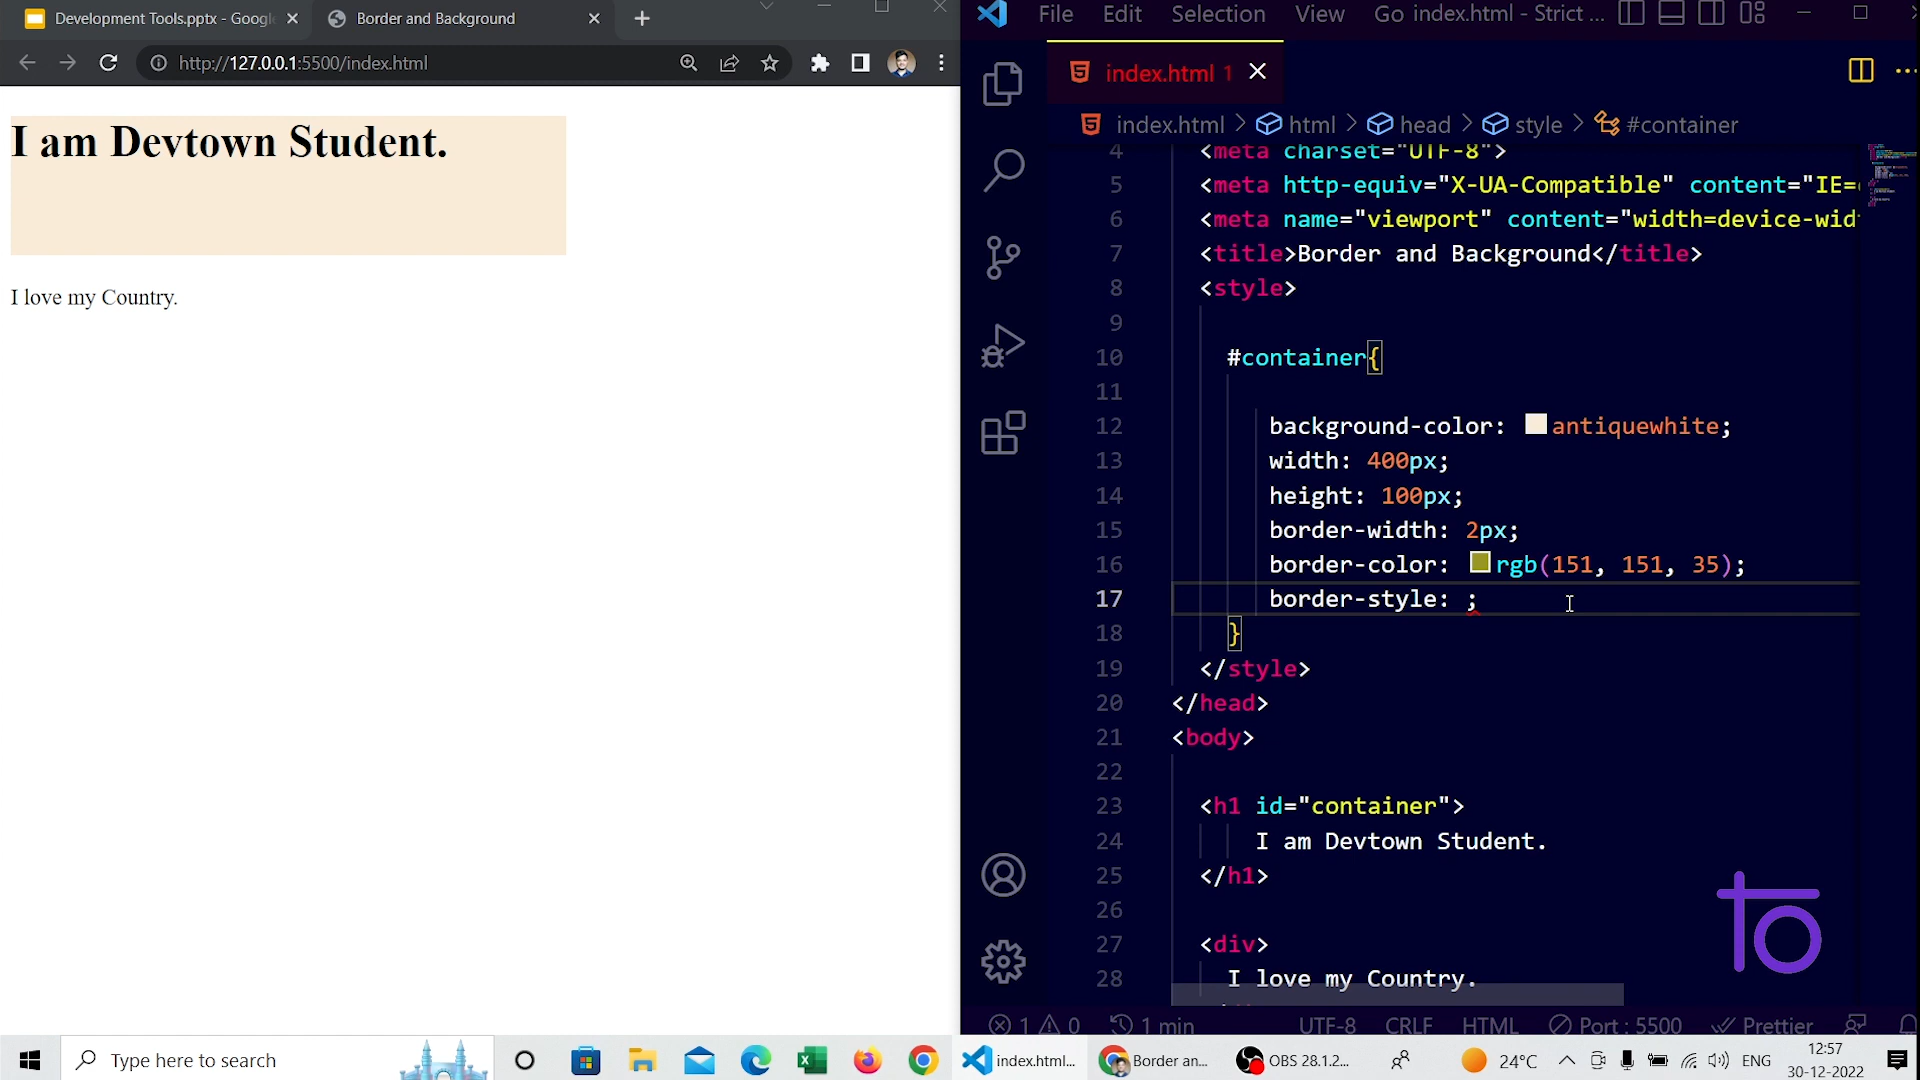 Development Tools.pptx - Googl
Border and Background
http://127.0.0.1:5500/index.html
I am Devtown Student.
I love my Country.
File Edit Selection View Go index.html - Strict ...
index.html 1
index.html > html > head > style > #container
4 <meta charset="UTF-8">
5 <meta http-equiv="X-UA-Compatible" content="IE=
6 <meta name="viewport" content="width=device-wid
7 <title>Border and Background</title>
8 <style>
9
10 #container{
11
12 background-color: antiquewhite;
13 width: 400px;
14 height: 100px;
15 border-width: 2px;
16 border-color: rgb(151, 151, 35);
17 border-style: ;
18 }
19 </style>
20 </head>
21 <body>
22
23 <h1 id="container">
24 I am Devtown Student.
25 </h1>
26
27 <div>
28 I love my Country.
1 0 1 min UTF-8 CRLF HTML Port : 5500 Prettier
Type here to search
index.html...
Border an...
OBS 28.1.2...
24°C
ENG
12:57
30-12-2022